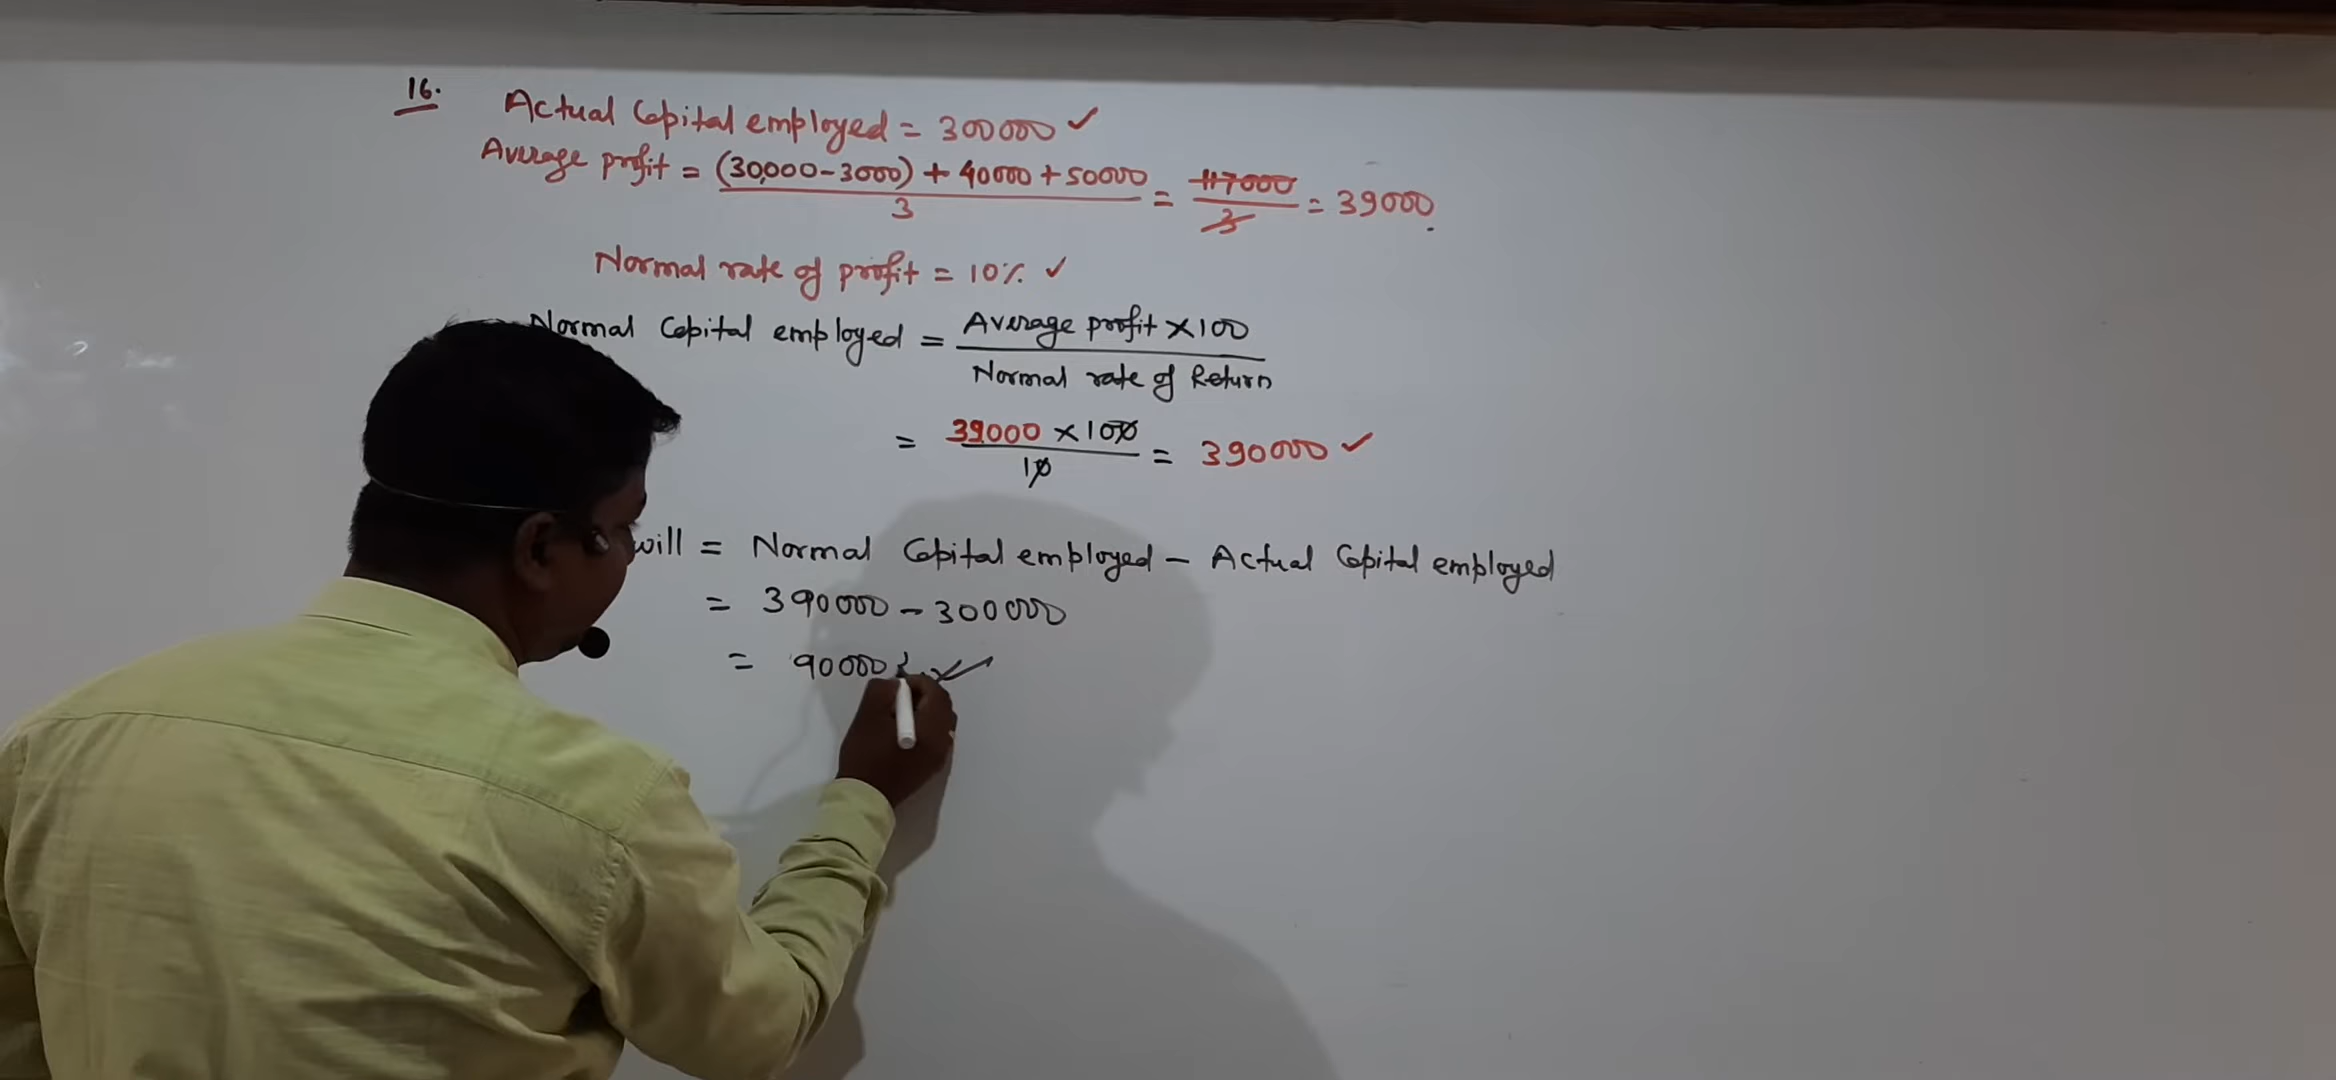 16. Actual Capital employed = 300000 ✓
Average profit = (30,000-3000) + 40000 + 50000 / 3 = 117000 / 3 = 39000.
Normal rate of profit = 10% ✓
Normal Capital employed = Average profit × 100 / Normal rate of Return
= 39000 × 100 / 10 = 390000 ✓
will = Normal Capital employed - Actual Capital employed
= 390000 - 300000
= 90000